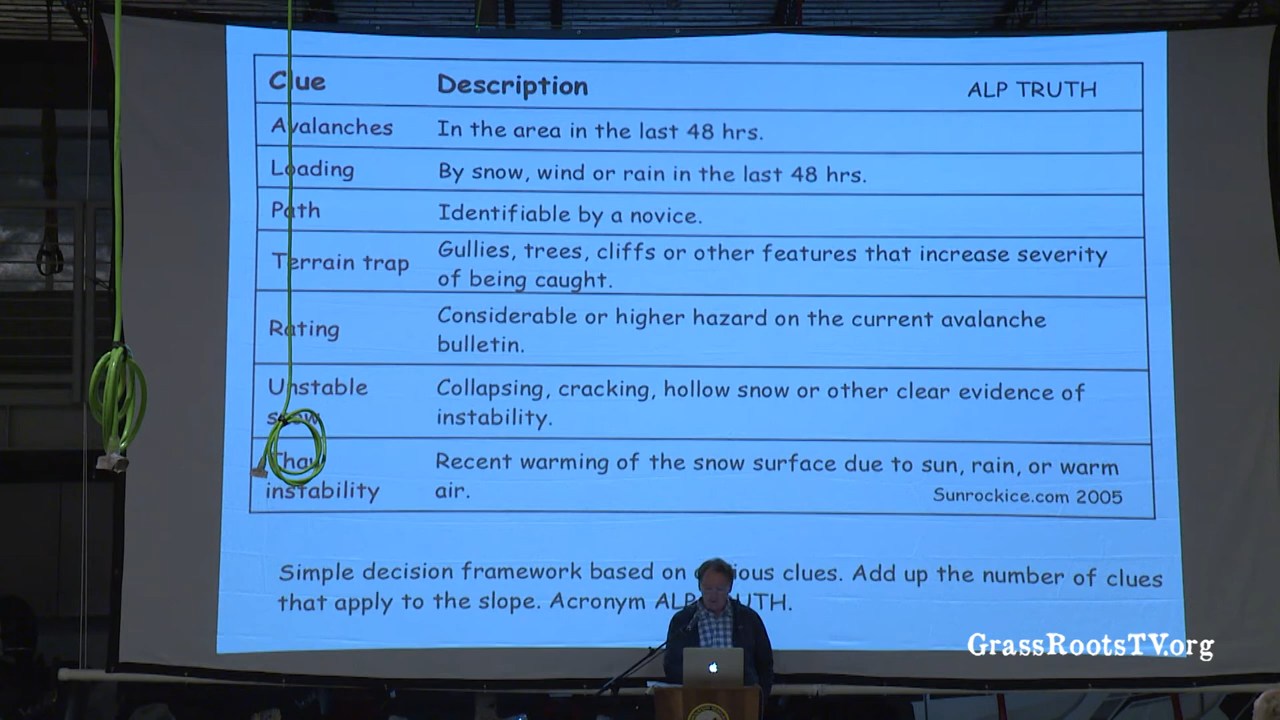 Clue Description ALP TRUTH
Avalanches In the area in the last 48 hrs.
Loading By snow, wind or rain in the last 48 hrs.
Path Identifiable by a novice.
Terrain trap Gullies, trees, cliffs or other features that increase severity
of being caught.
Rating Considerable or higher hazard on the current avalanche
bulletin.
Unstable Collapsing, cracking, hollow snow or other clear evidence of
snow instability.
Thaw Recent warming of the snow surface due to sun, rain, or warm
instability air.
Sunrockice.com 2005
Simple decision framework based on obvious clues. Add up the number of clues
that apply to the slope. Acronym ALP TRUTH.
GrassRootsTV.org